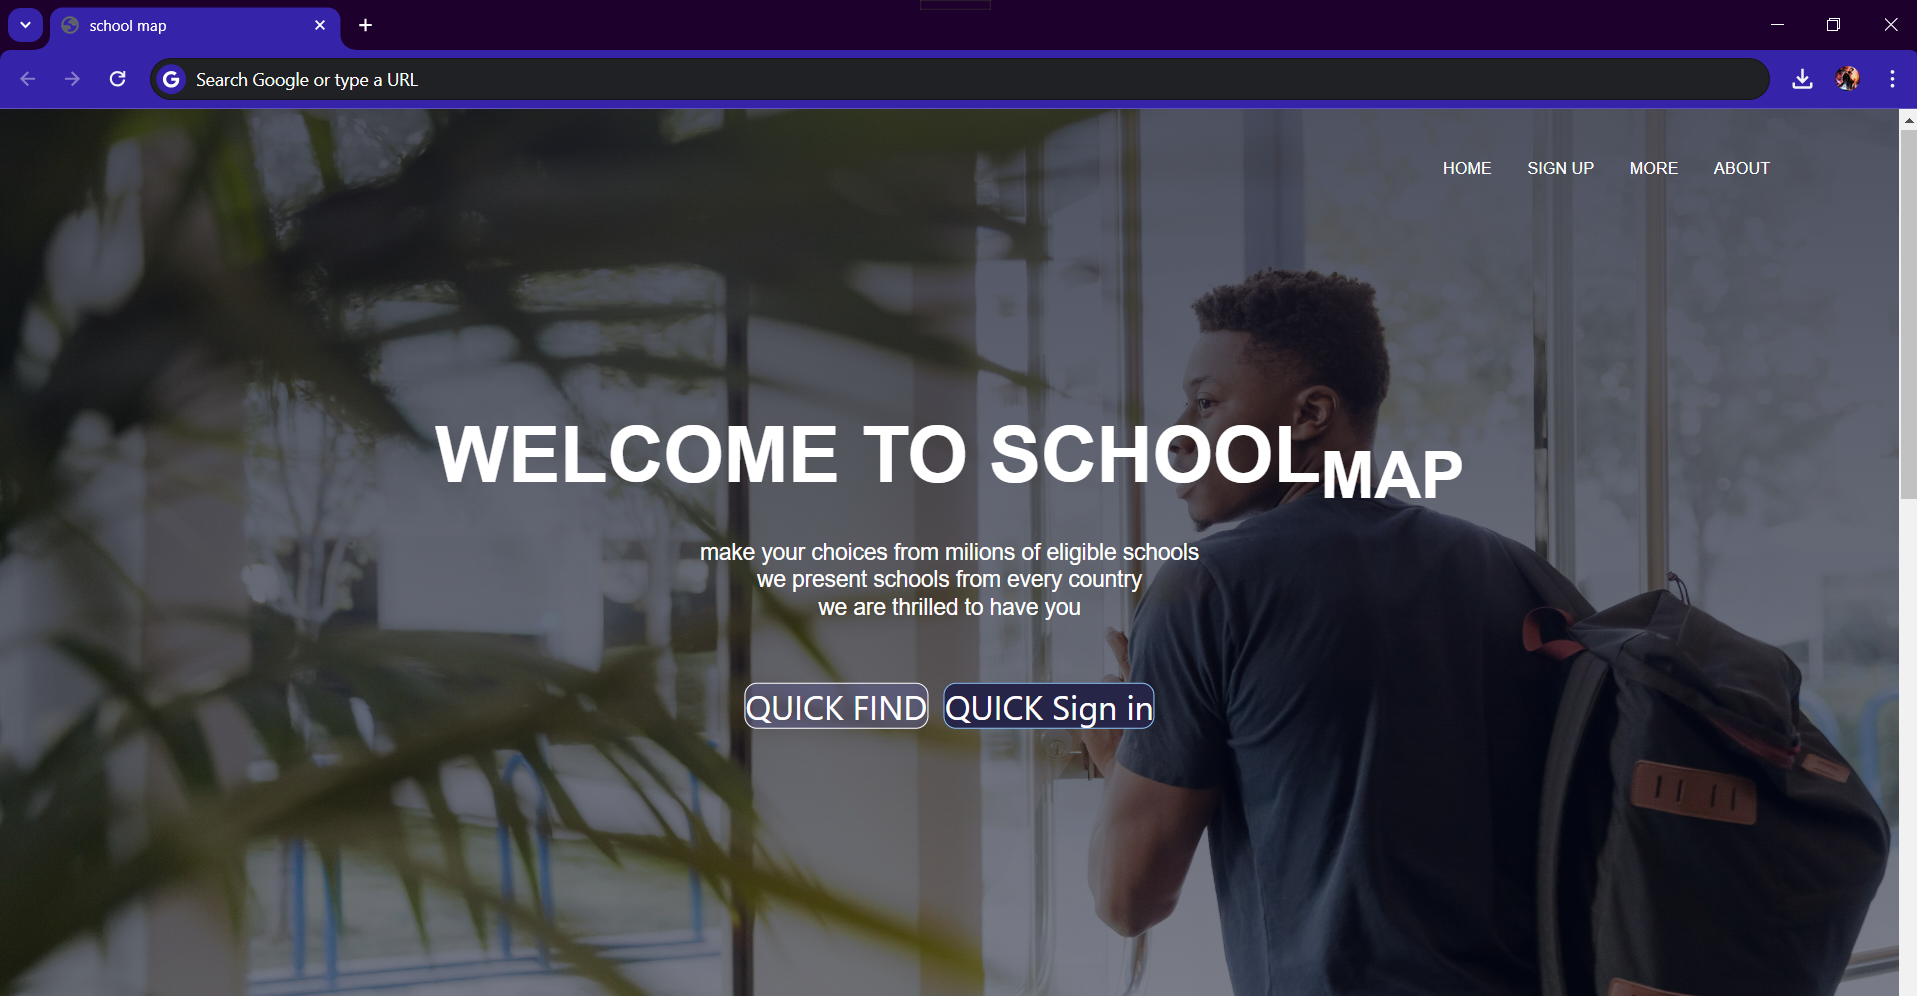 school map
Search Google or type a URL
HOME SIGN UP MORE ABOUT
WELCOME TO SCHOOLMAP
make your choices from milions of eligible schools
we present schools from every country
we are thrilled to have you
QUICK FIND QUICK Sign in